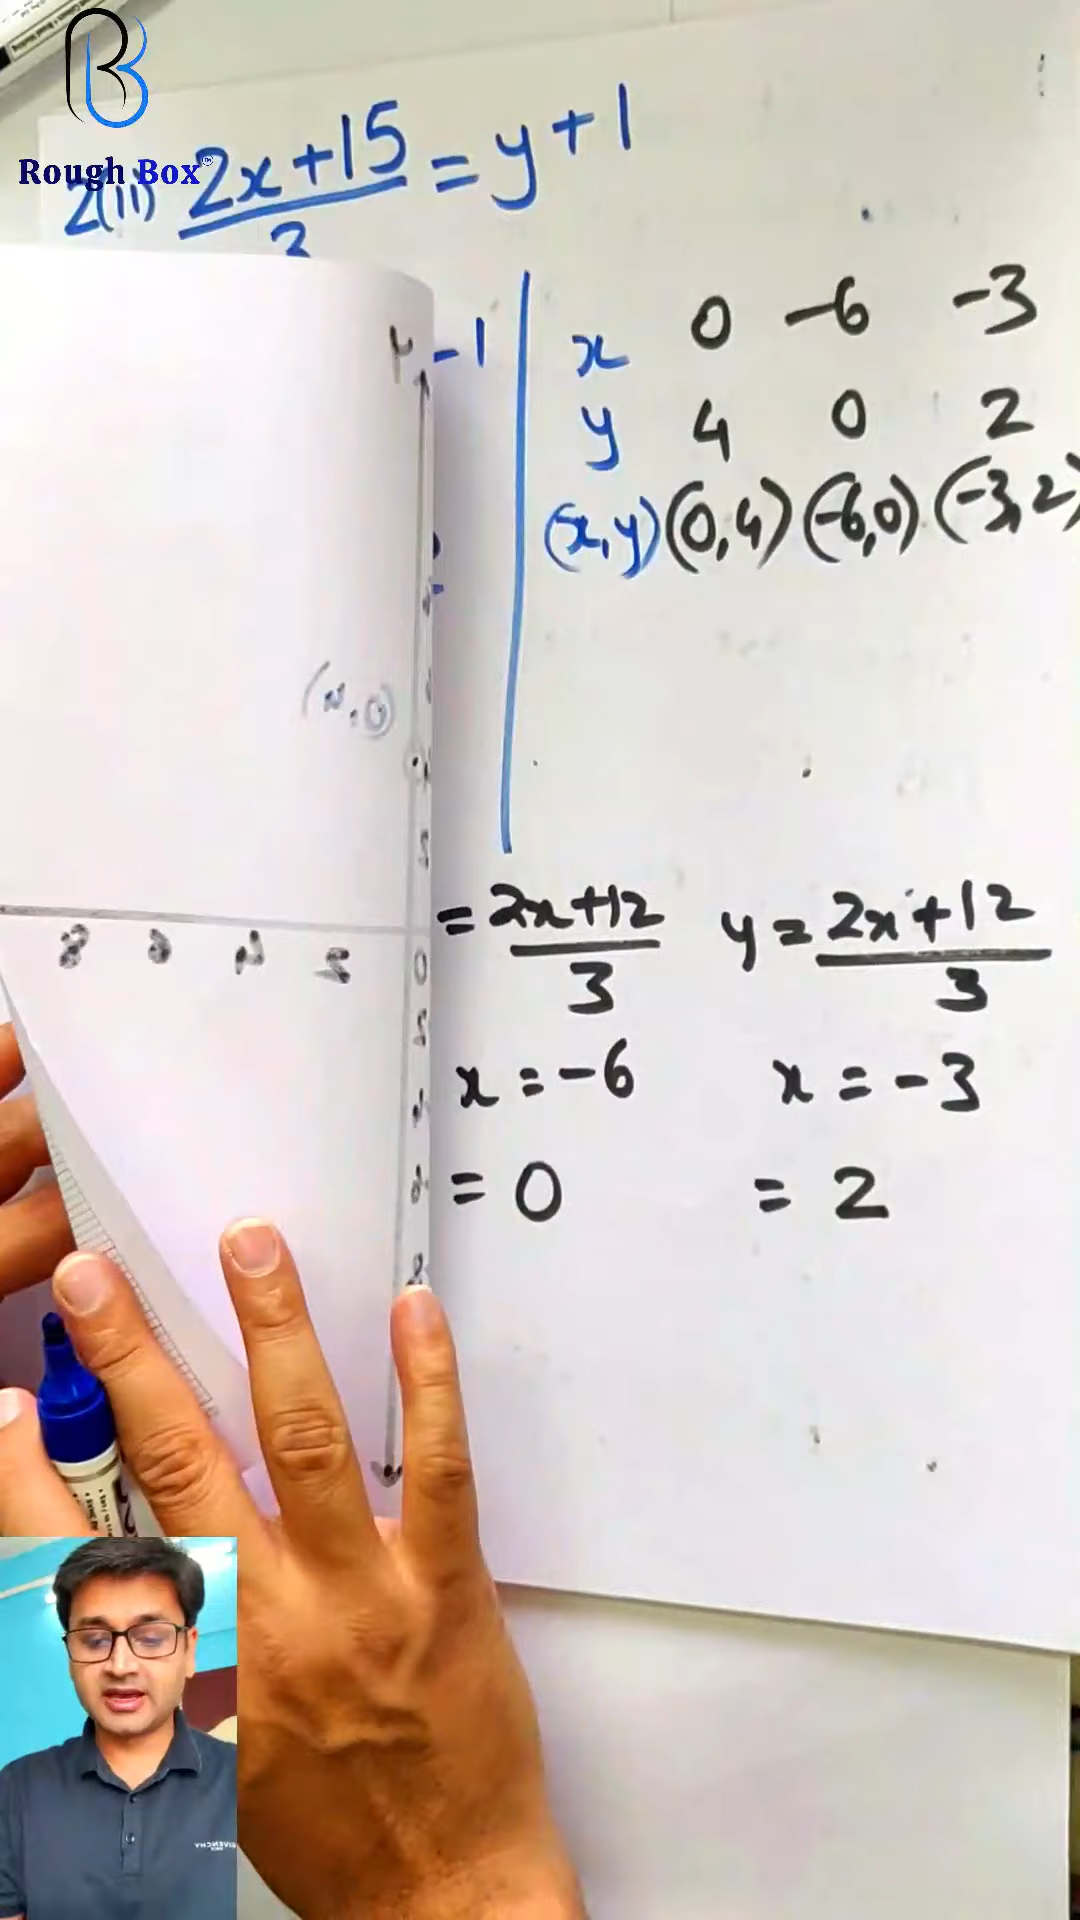 Rough Box
2(ii) 2x+15 = y+1
3
-1
x 0 -6 -3
y 4 0 2
(x,y) (0,4) (-6,0) (-3,2)
= 2x+12 y = 2x+12
3 3
x = -6 x = -3
= 0 = 2